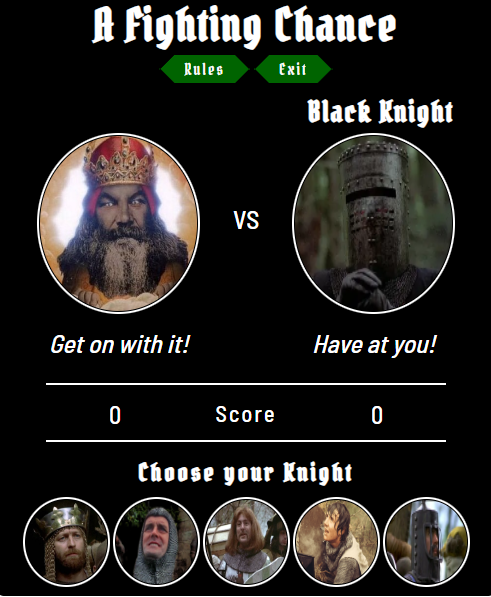 A Fighting Chance
Rules Exit
Black Knight
VS
Get on with it! Have at you!
0 Score 0
Choose your Knight